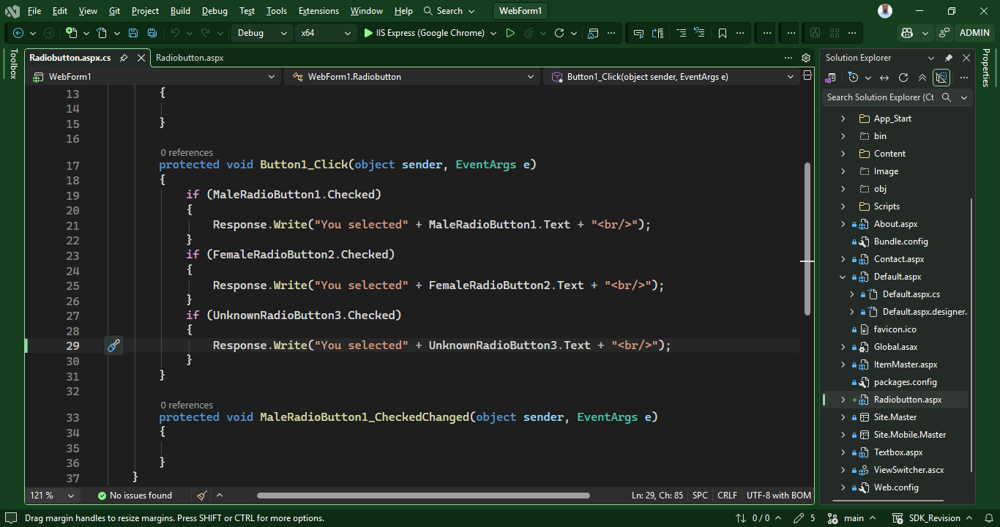 File Edit View Git Project Build Debug Test Tools Extensions Window Help Search WebForm1
Debug x64 IIS Express (Google Chrome) ADMIN
Toolbox
Radiobutton.aspx.cs Radiobutton.aspx
WebForm1 WebForm1.Radiobutton Button1_Click(object sender, EventArgs e)
13 {
14
15 }
16
0 references
17 protected void Button1_Click(object sender, EventArgs e)
18 {
19 if (MaleRadioButton1.Checked)
20 {
21 Response.Write("You selected" + MaleRadioButton1.Text + "<br/>");
22 }
23 if (FemaleRadioButton2.Checked)
24 {
25 Response.Write("You selected" + FemaleRadioButton2.Text + "<br/>");
26 }
27 if (UnknownRadioButton3.Checked)
28 {
29 Response.Write("You selected" + UnknownRadioButton3.Text + "<br/>");
30 }
31 }
32
0 references
33 protected void MaleRadioButton1_CheckedChanged(object sender, EventArgs e)
34 {
35
36 }
37 }
121 % No issues found Ln: 29, Ch: 85 SPC CRLF UTF-8 with BOM
Solution Explorer
Search Solution Explorer (Ct
App_Start
bin
Content
Image
obj
Scripts
About.aspx
Bundle.config
Contact.aspx
Default.aspx
Default.aspx.cs
Default.aspx.designer.
favicon.ico
Global.asax
ItemMaster.aspx
packages.config
Radiobutton.aspx
Site.Master
Site.Mobile.Master
Textbox.aspx
ViewSwitcher.ascx
Web.config
Properties
Drag margin handles to resize margins. Press SHIFT or CTRL for more options. 0 / 0 5 main SDK_Revision